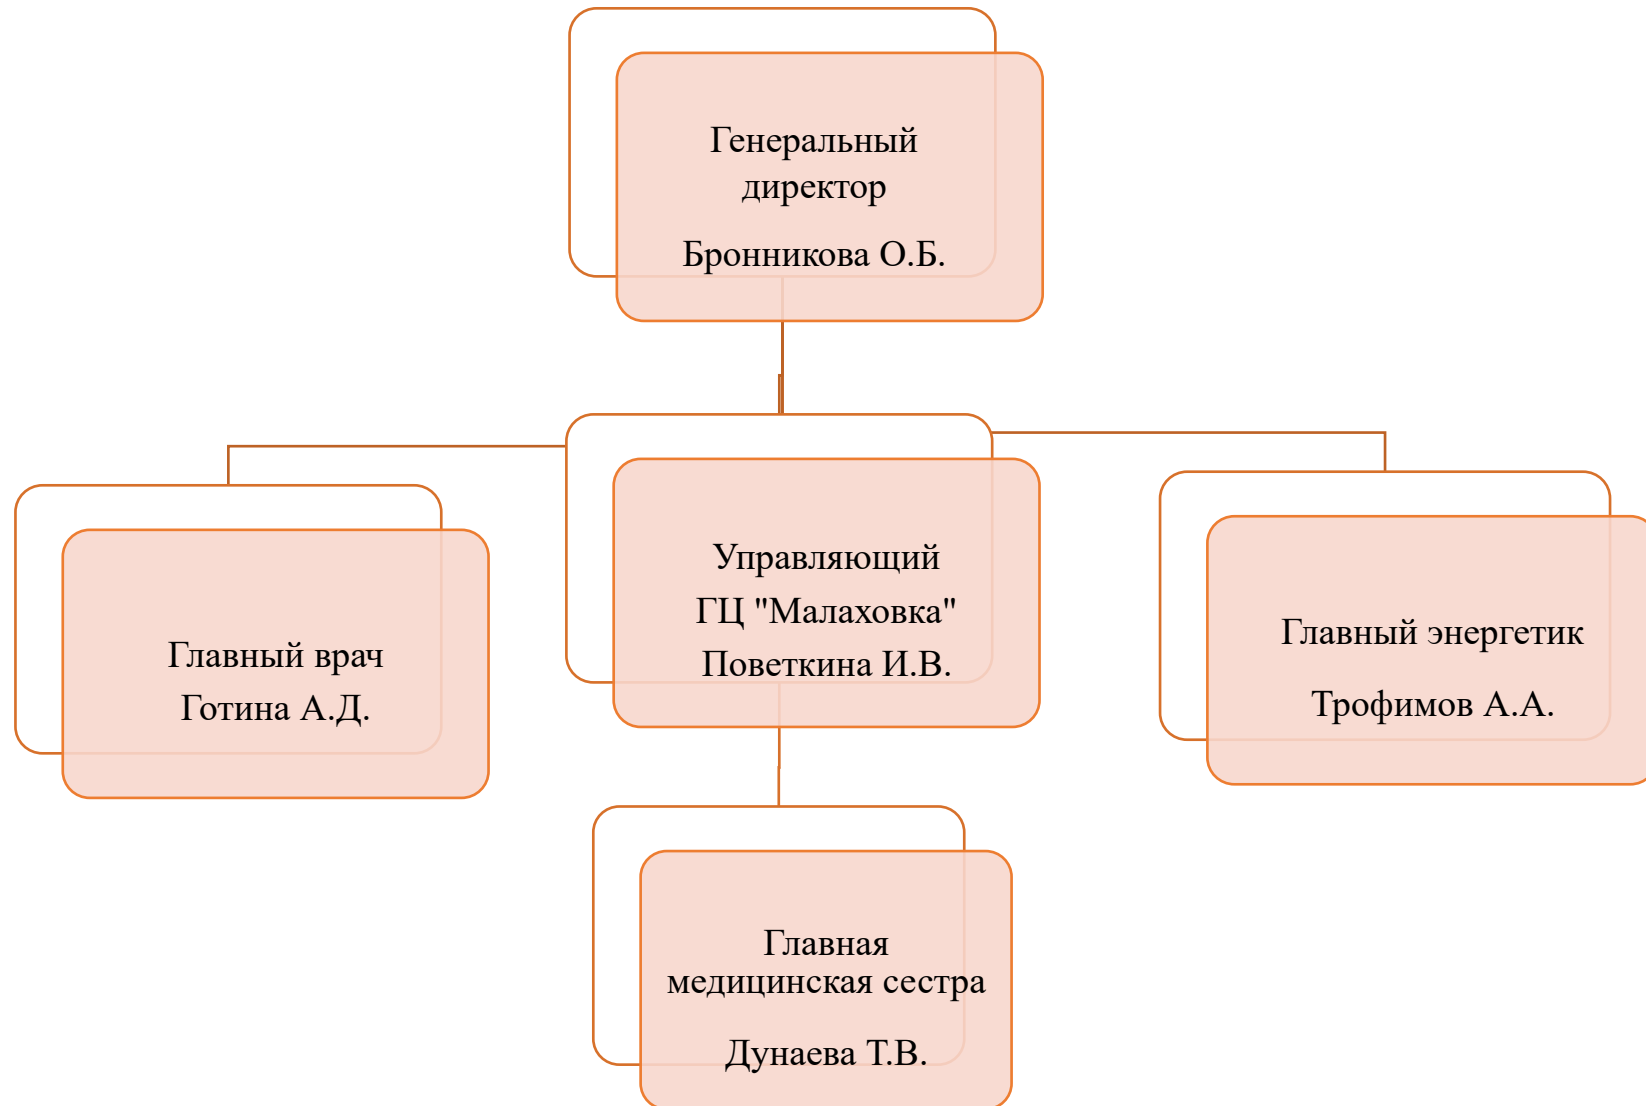 Генеральный
директор
Бронникова О.Б.
Управляющий
ГЦ "Малаховка"
Поветкина И.В.
Главный врач
Готина А.Д.
Главный энергетик
Трофимов А.А.
Главная
медицинская сестра
Дунаева Т.В.